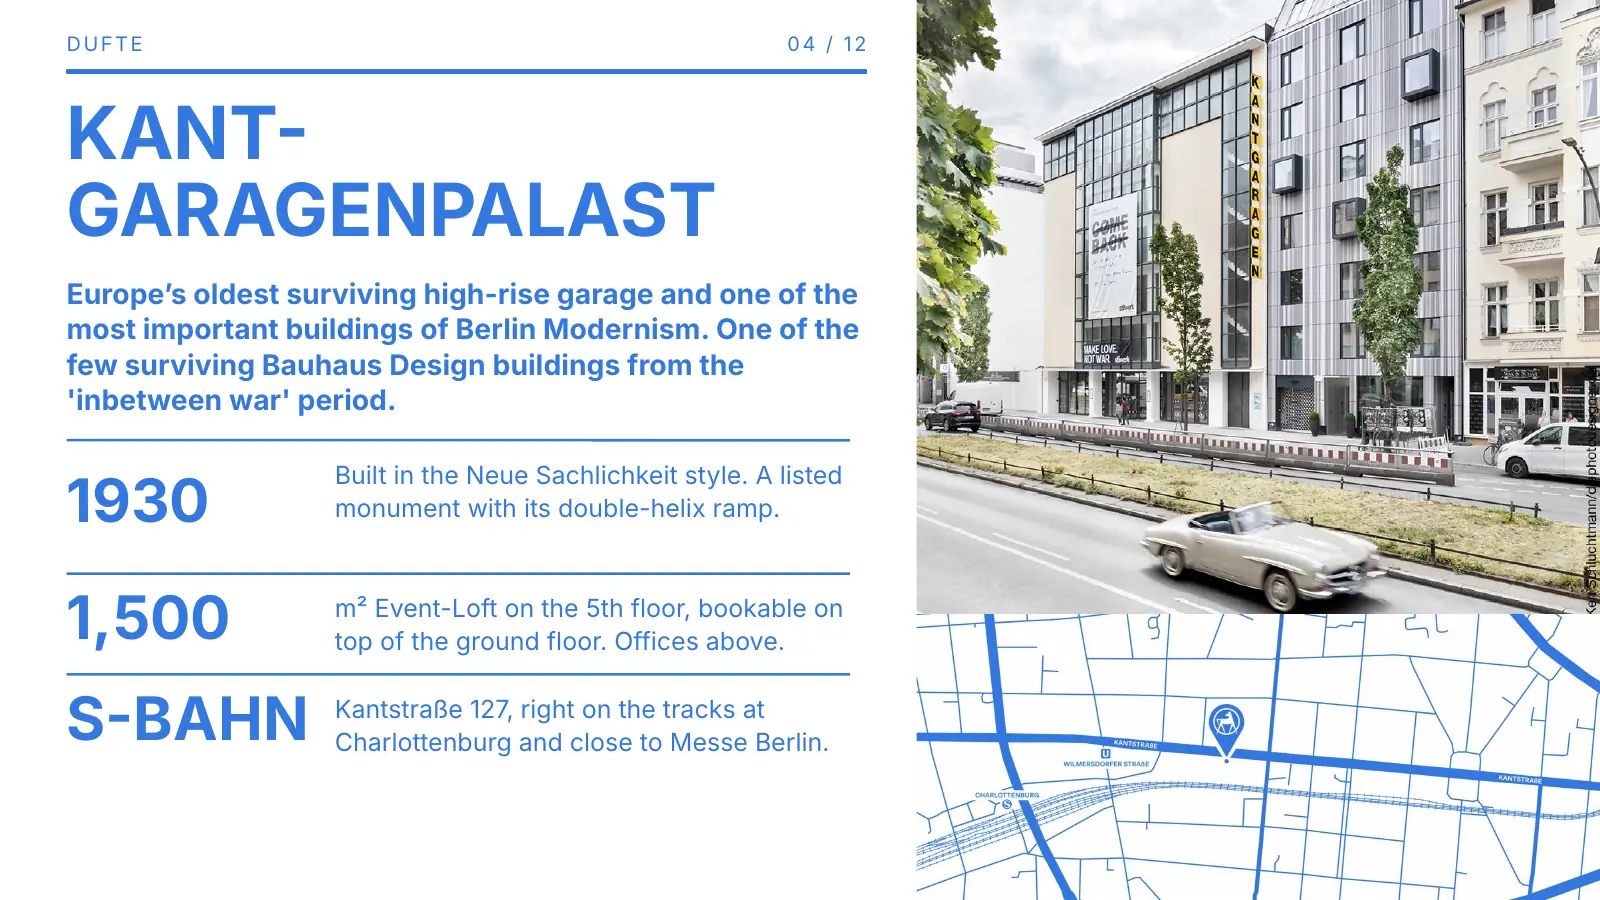 DUFTE
04 / 12
KANT-
GARAGENPALAST
Europe’s oldest surviving high-rise garage and one of the
most important buildings of Berlin Modernism. One of the
few surviving Bauhaus Design buildings from the
'inbetween war' period.
1930
Built in the Neue Sachlichkeit style. A listed
monument with its double-helix ramp.
1,500
m² Event-Loft on the 5th floor, bookable on
top of the ground floor. Offices above.
S-BAHN
Kantstraße 127, right on the tracks at
Charlottenburg and close to Messe Berlin.
KANTGARAGEN
COME
BACK
stilwerk
MAKE LOVE.
NOT WAR. stilwerk
KANTSTRAßE
U
WILMERSDORFER STRAßE
KANTSTRAßE
CHARLOTTENBURG
S